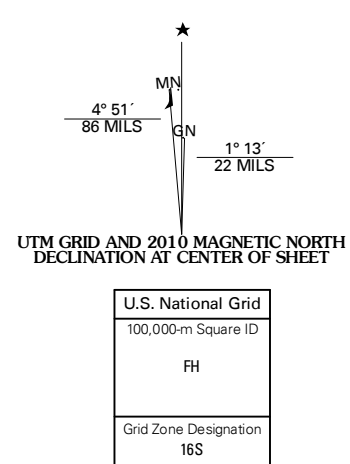 MN
4° 51´
86 MILS
GN
1° 13´
22 MILS
UTM GRID AND 2010 MAGNETIC NORTH
DECLINATION AT CENTER OF SHEET
U.S. National Grid
100,000-m Square ID
FH
Grid Zone Designation
16S